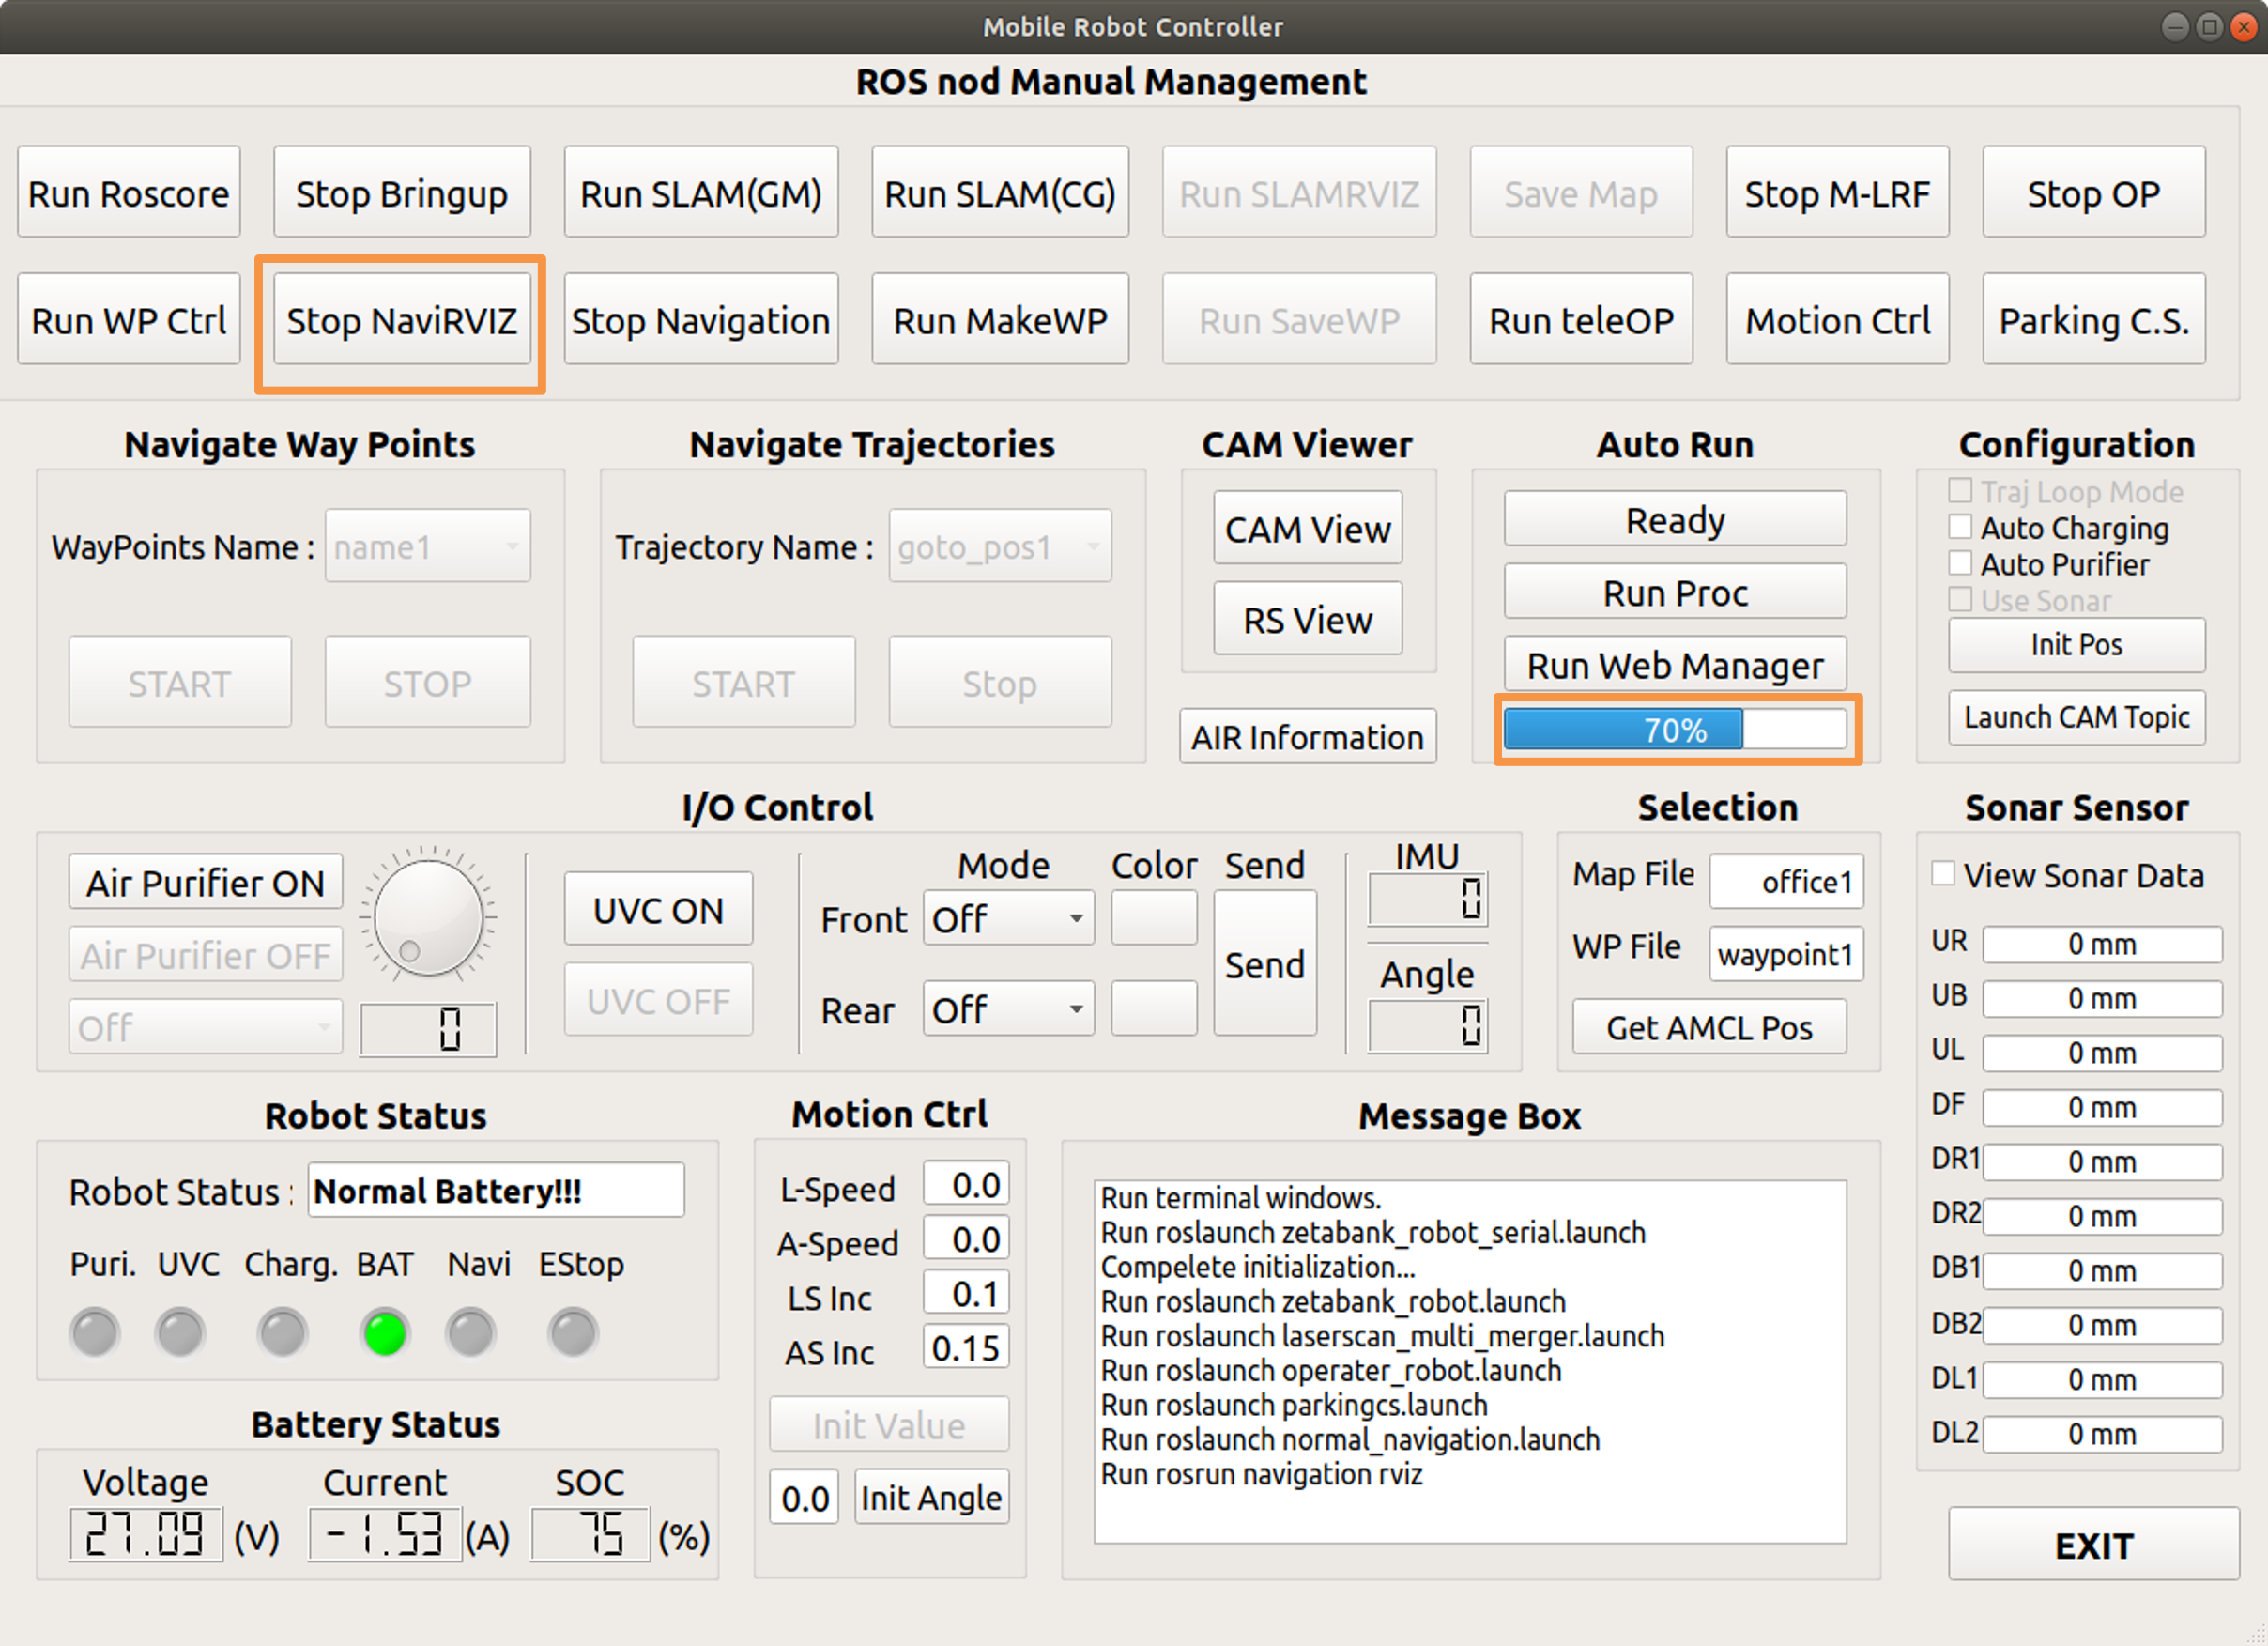 Mobile Robot Controller
ROS nod Manual Management
Run Roscore
Stop Bringup
Run SLAM(GM)
Run SLAM(CG)
Run SLAMRVIZ
Save Map
Stop M-LRF
Stop OP
Run WP Ctrl
Stop NaviRVIZ
Stop Navigation
Run MakeWP
Run SaveWP
Run teleOP
Motion Ctrl
Parking C.S.
Navigate Way Points
WayPoints Name :
name1
START
STOP
Navigate Trajectories
Trajectory Name :
goto_pos1
START
Stop
CAM Viewer
CAM View
RS View
AIR Information
Auto Run
Ready
Run Proc
Run Web Manager
70%
Configuration
Traj Loop Mode
Auto Charging
Auto Purifier
Use Sonar
Init Pos
Launch CAM Topic
I/O Control
Air Purifier ON
Air Purifier OFF
Off
0
UVC ON
UVC OFF
Mode
Color
Send
Front
Off
Send
Rear
Off
IMU
0
Angle
0
Selection
Map File
office1
WP File
waypoint1
Get AMCL Pos
Sonar Sensor
View Sonar Data
UR 0 mm
UB 0 mm
UL 0 mm
DF 0 mm
DR1 0 mm
DR2 0 mm
DB1 0 mm
DB2 0 mm
DL1 0 mm
DL2 0 mm
Robot Status
Robot Status :
Normal Battery!!!
Puri. UVC Charg. BAT Navi EStop
Battery Status
Voltage Current SOC
27.09 (V) -1.53 (A) 75 (%)
Motion Ctrl
L-Speed 0.0
A-Speed 0.0
LS Inc 0.1
AS Inc 0.15
Init Value
0.0 Init Angle
Message Box
Run terminal windows.
Run roslaunch zetabank_robot_serial.launch
Compelete initialization...
Run roslaunch zetabank_robot.launch
Run roslaunch laserscan_multi_merger.launch
Run roslaunch operater_robot.launch
Run roslaunch parkingcs.launch
Run roslaunch normal_navigation.launch
Run rosrun navigation rviz
EXIT